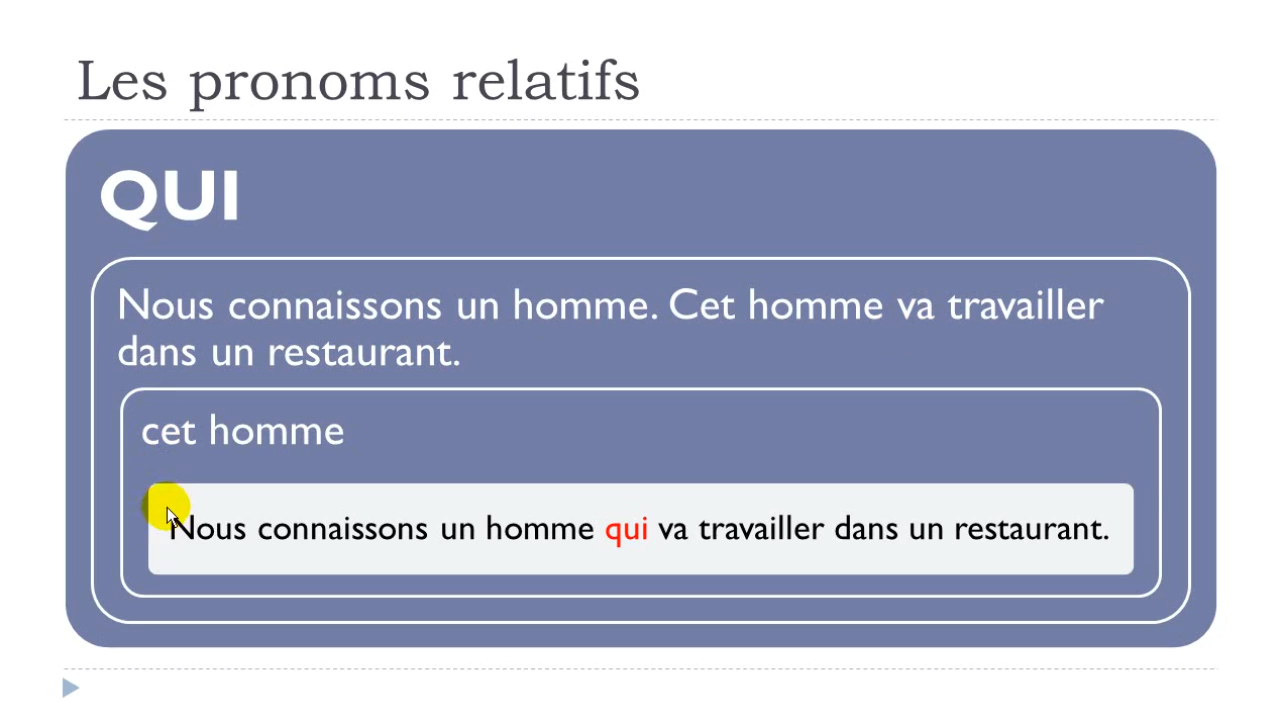 Les pronoms relatifs
QUI
Nous connaissons un homme. Cet homme va travailler
dans un restaurant.
cet homme
Nous connaissons un homme qui va travailler dans un restaurant.